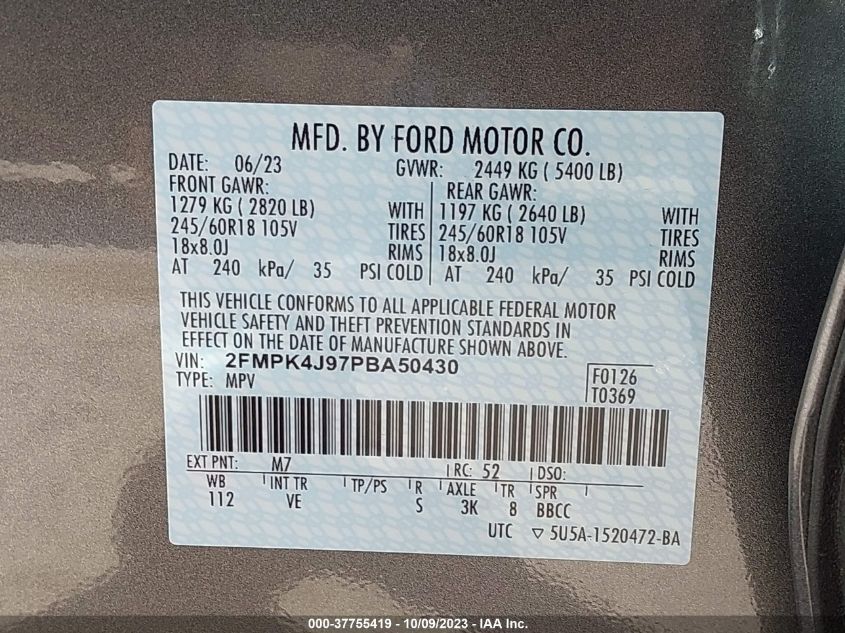 MFD. BY FORD MOTOR CO.
DATE: 06/23 GVWR: 2449 KG ( 5400 LB)
FRONT GAWR: REAR GAWR:
1279 KG ( 2820 LB) WITH 1197 KG ( 2640 LB) WITH
245/60R18 105V TIRES 245/60R18 105V TIRES
18x8.0J RIMS 18x8.0J RIMS
AT 240 kPa/ 35 PSI COLD AT 240 kPa/ 35 PSI COLD
THIS VEHICLE CONFORMS TO ALL APPLICABLE FEDERAL MOTOR
VEHICLE SAFETY AND THEFT PREVENTION STANDARDS IN
EFFECT ON THE DATE OF MANUFACTURE SHOWN ABOVE.
VIN: 2FMPK4J97PBA50430 F0126
TYPE: MPV T0369
EXT PNT: M7 RC: 52 DSO:
WB INT TR TP/PS R AXLE TR SPR
112 VE S 3K 8 BBCC
UTC ▽ 5U5A-1520472-BA
000-37755419 - 10/09/2023 - IAA Inc.